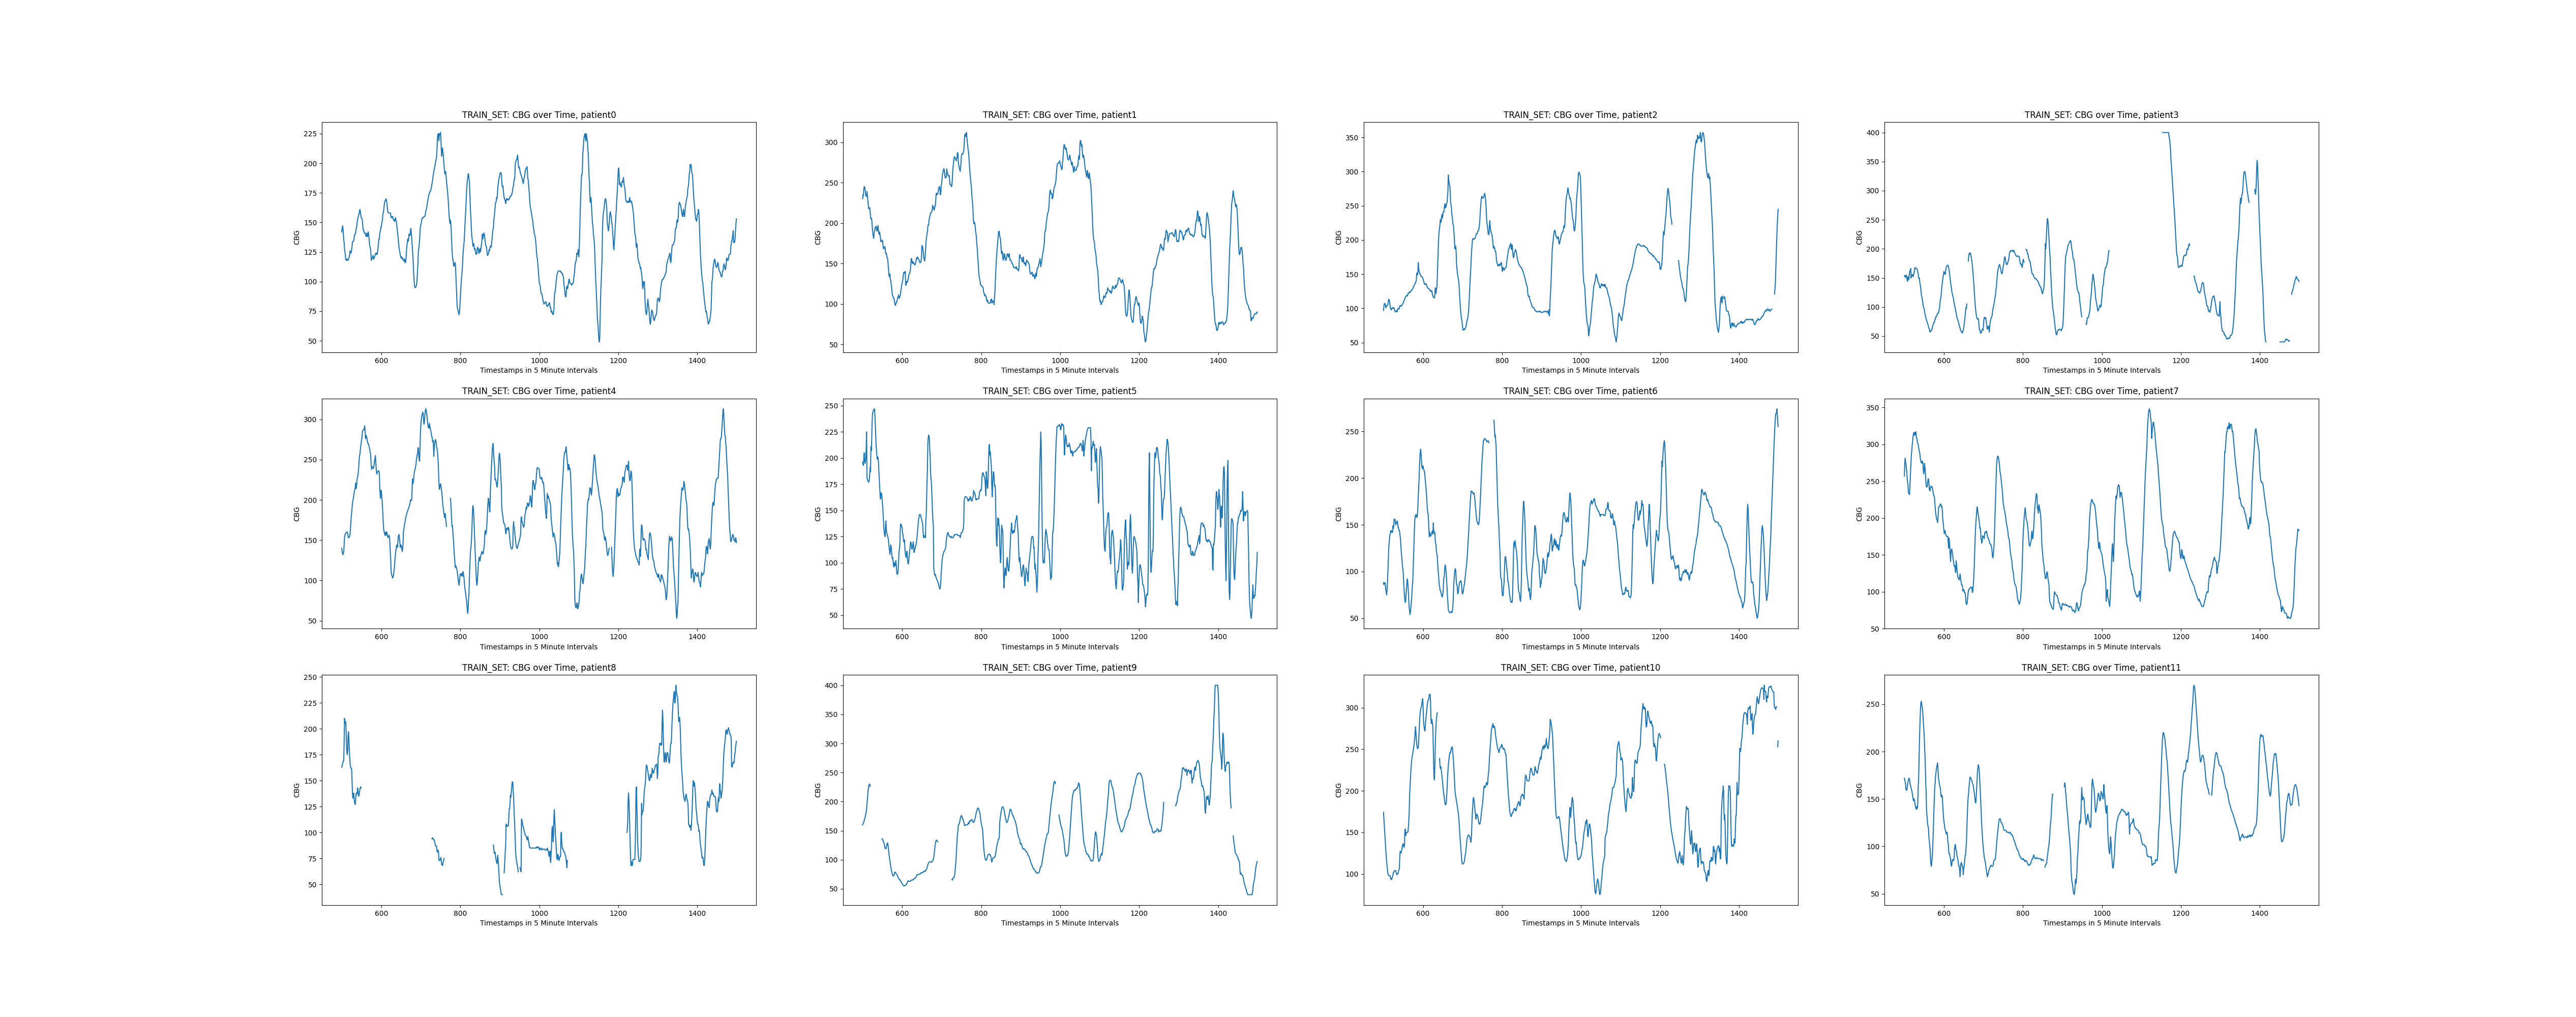 TRAIN_SET: CBG over Time, patient0
TRAIN_SET: CBG over Time, patient1
TRAIN_SET: CBG over Time, patient2
TRAIN_SET: CBG over Time, patient3
225
200
175
150
125
100
75
50
CBG
600 800 1000 1200 1400
Timestamps in 5 Minute Intervals
300
250
200
150
100
50
CBG
600 800 1000 1200 1400
Timestamps in 5 Minute Intervals
350
300
250
200
150
100
50
CBG
600 800 1000 1200 1400
Timestamps in 5 Minute Intervals
400
350
300
250
200
150
100
50
CBG
600 800 1000 1200 1400
Timestamps in 5 Minute Intervals
TRAIN_SET: CBG over Time, patient4
TRAIN_SET: CBG over Time, patient5
TRAIN_SET: CBG over Time, patient6
TRAIN_SET: CBG over Time, patient7
300
250
200
150
100
50
CBG
600 800 1000 1200 1400
Timestamps in 5 Minute Intervals
250
225
200
175
150
125
100
75
50
CBG
600 800 1000 1200 1400
Timestamps in 5 Minute Intervals
250
200
150
100
50
CBG
600 800 1000 1200 1400
Timestamps in 5 Minute Intervals
350
300
250
200
150
100
50
CBG
600 800 1000 1200 1400
Timestamps in 5 Minute Intervals
TRAIN_SET: CBG over Time, patient8
TRAIN_SET: CBG over Time, patient9
TRAIN_SET: CBG over Time, patient10
TRAIN_SET: CBG over Time, patient11
250
225
200
175
150
125
100
75
50
CBG
600 800 1000 1200 1400
Timestamps in 5 Minute Intervals
400
350
300
250
200
150
100
50
CBG
600 800 1000 1200 1400
Timestamps in 5 Minute Intervals
300
250
200
150
100
CBG
600 800 1000 1200 1400
Timestamps in 5 Minute Intervals
250
200
150
100
50
CBG
600 800 1000 1200 1400
Timestamps in 5 Minute Intervals